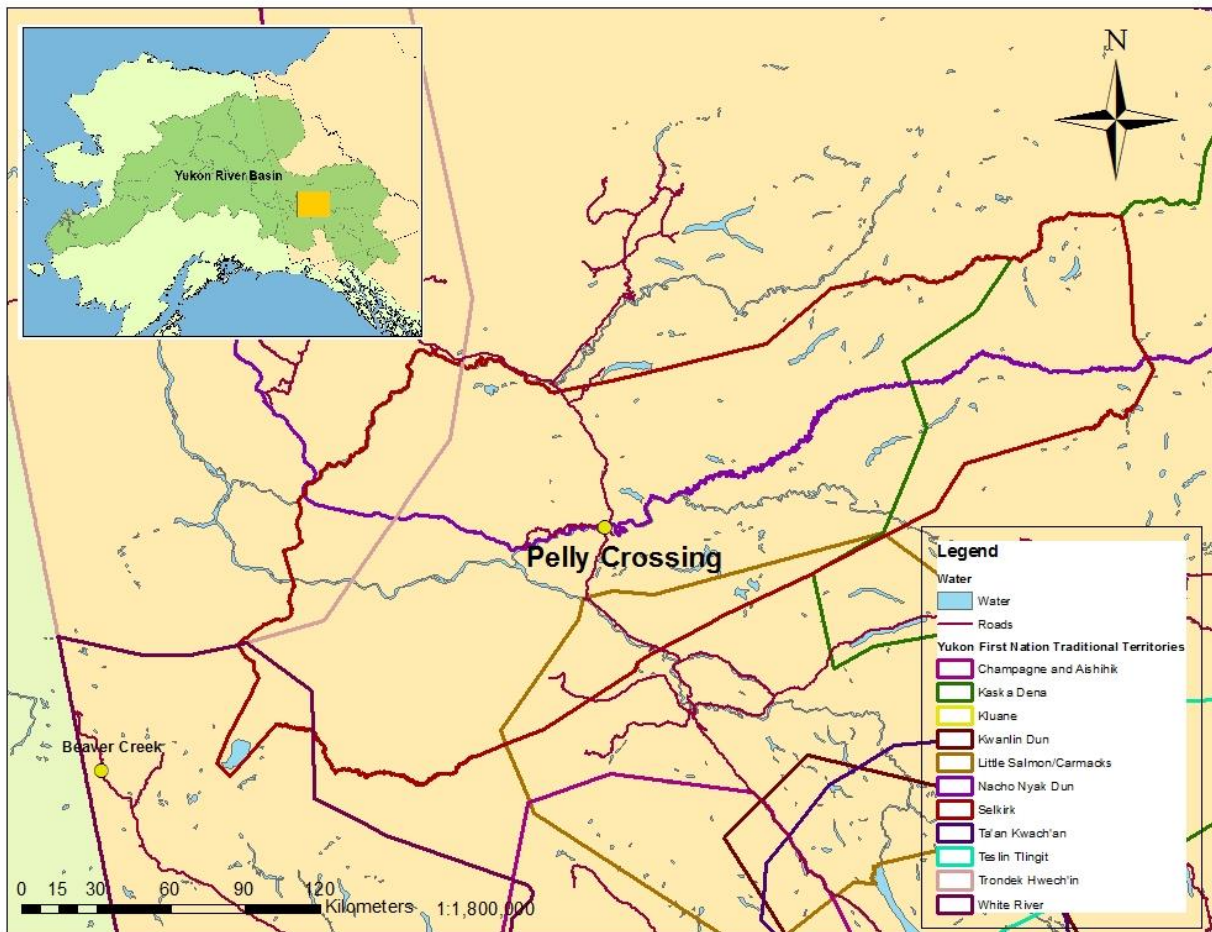 N
Yukon River Basin
Pelly Crossing
Beaver Creek
Legend
Water
Water
Roads
Yukon First Nation Traditional Territories
Champagne and Aishihik
Kaska Dena
Kluane
Kwanlin Dun
Little Salmon/Carmacks
Nacho Nyak Dun
Selkirk
Ta'an Kwach'an
Teslin Tlingit
Trondek Hwech'in
White River
0 15 30 60 90 120
Kilometers 1:1,800,000